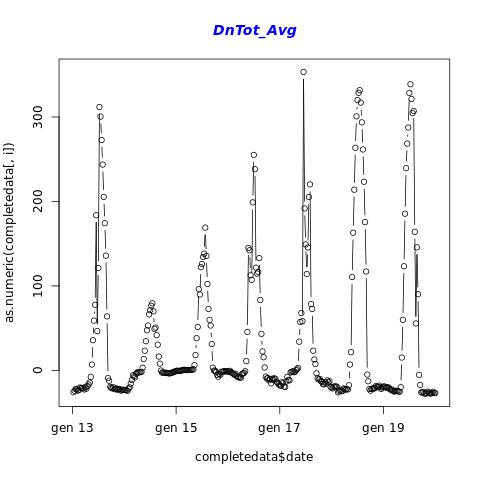 DnTot_Avg
as.numeric(completedata[, i])
300
200
100
0
gen 13
gen 15
gen 17
gen 19
completedata$date